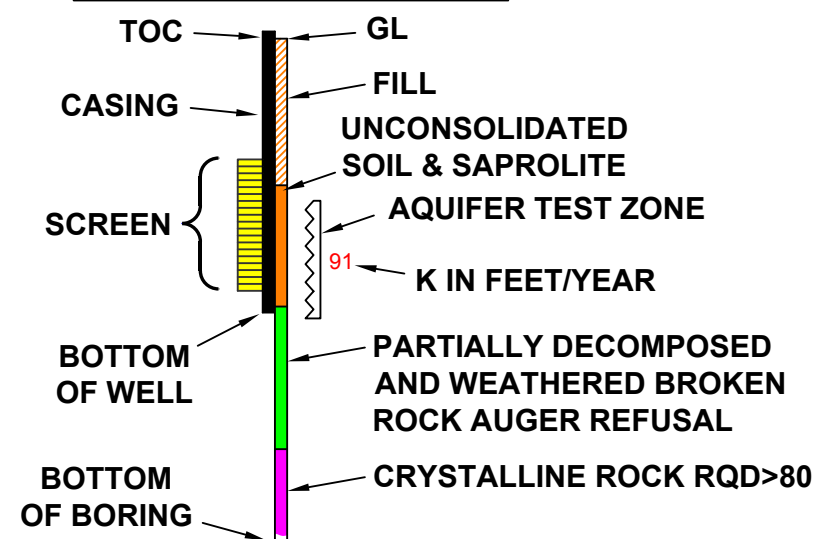 TOC
GL
FILL
CASING
UNCONSOLIDATED
SOIL & SAPROLITE
AQUIFER TEST ZONE
SCREEN
91
K IN FEET/YEAR
BOTTOM
OF WELL
PARTIALLY DECOMPOSED
AND WEATHERED BROKEN
ROCK AUGER REFUSAL
CRYSTALLINE ROCK RQD>80
BOTTOM
OF BORING